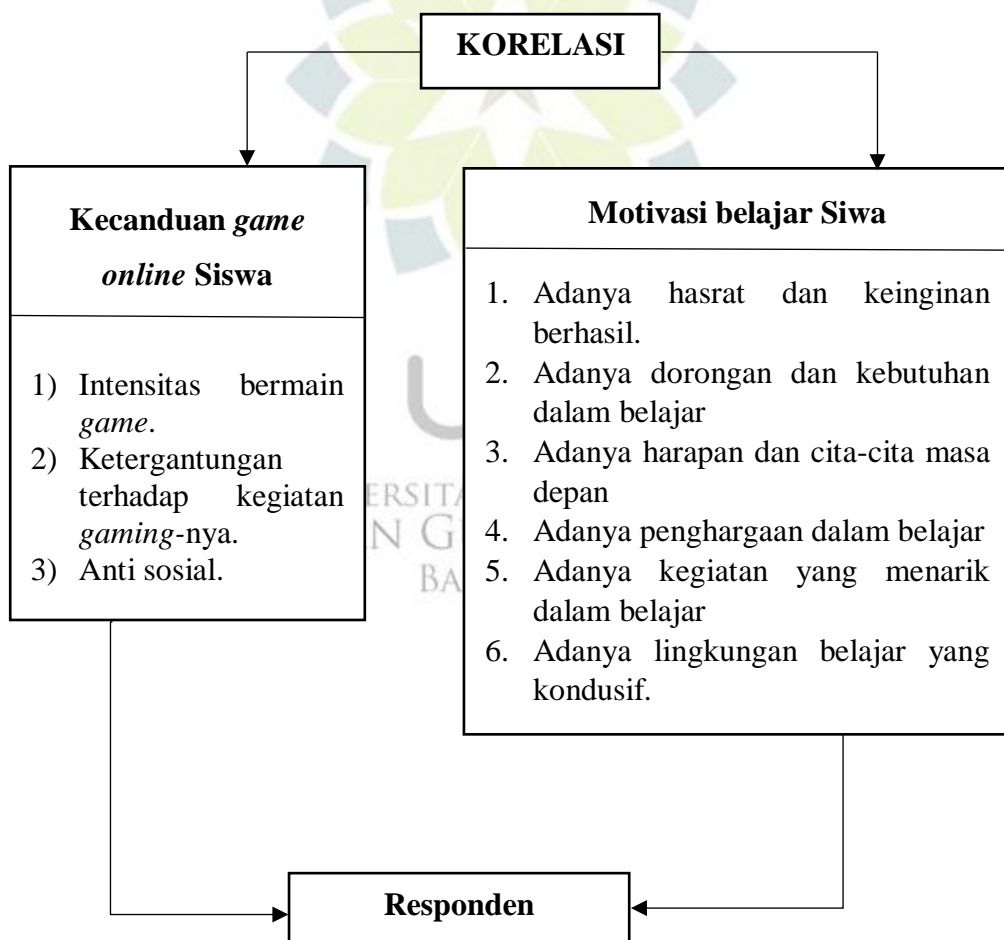 KORELASI
Kecanduan game
online Siswa
1) Intensitas bermain
game.
2) Ketergantungan
terhadap kegiatan
gaming-nya.
3) Anti sosial.
Motivasi belajar Siwa
1. Adanya hasrat dan keinginan
berhasil.
2. Adanya dorongan dan kebutuhan
dalam belajar
3. Adanya harapan dan cita-cita masa
depan
4. Adanya penghargaan dalam belajar
5. Adanya kegiatan yang menarik
dalam belajar
6. Adanya lingkungan belajar yang
kondusif.
Responden